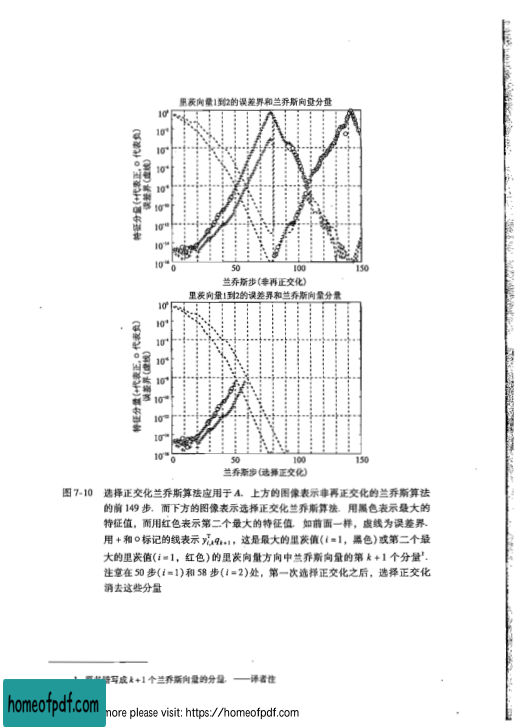 里茨向量1到2的误差界和兰乔斯向量分量
特征分量(+代表正, o 代表负)
误差界(虚线)
10⁰
10⁻²
10⁻⁴
10⁻⁶
10⁻⁸
10⁻¹⁰
10⁻¹²
10⁻¹⁴
10⁻¹⁶
0 50 100 150
兰乔斯步(非再正交化)
里茨向量1到2的误差界和兰乔斯向量分量
特征分量(+代表正, o 代表负)
误差界(虚线)
10⁰
10⁻²
10⁻⁴
10⁻⁶
10⁻⁸
10⁻¹⁰
10⁻¹²
10⁻¹⁴
10⁻¹⁶
0 50 100 150
兰乔斯步(选择正交化)
图 7-10 选择正交化兰乔斯算法应用于 A. 上方的图像表示非再正交化的兰乔斯算法
的前 149 步. 而下方的图像表示选择正交化兰乔斯算法. 用黑色表示最大的
特征值, 而用红色表示第二个最大的特征值. 如前面一样, 虚线为误差界.
用 + 和 o 标记的线表示 yᵀᵢ,ₖqₖ₊₁, 这是最大的里茨值(i=1, 黑色)或第二个最
大的里茨值(i=1, 红色)的里茨向量方向中兰乔斯向量的第 k+1 个分量¹.
注意在 50 步(i=1)和 58 步(i=2)处, 第一次选择正交化之后, 选择正交化
消去这些分量
写成 k+1 个兰乔斯向量的分量. ——译者注
homeofpdf.com
more please visit: https://homeofpdf.com